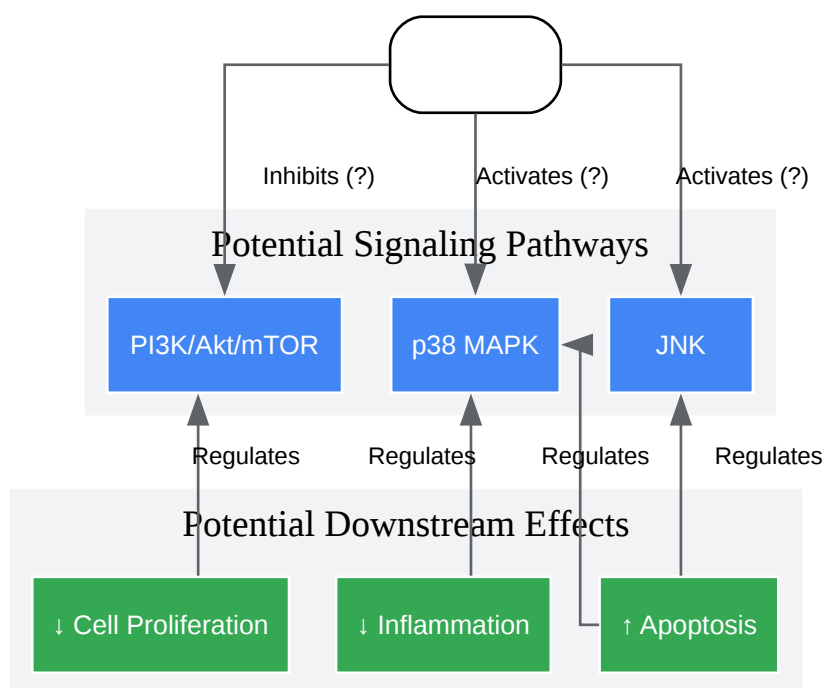 Inhibits (?)
Activates (?)
Activates (?)
Potential Signaling Pathways
PI3K/Akt/mTOR
p38 MAPK
JNK
Regulates
Regulates
Regulates
Regulates
Potential Downstream Effects
↓ Cell Proliferation
↓ Inflammation
↑ Apoptosis